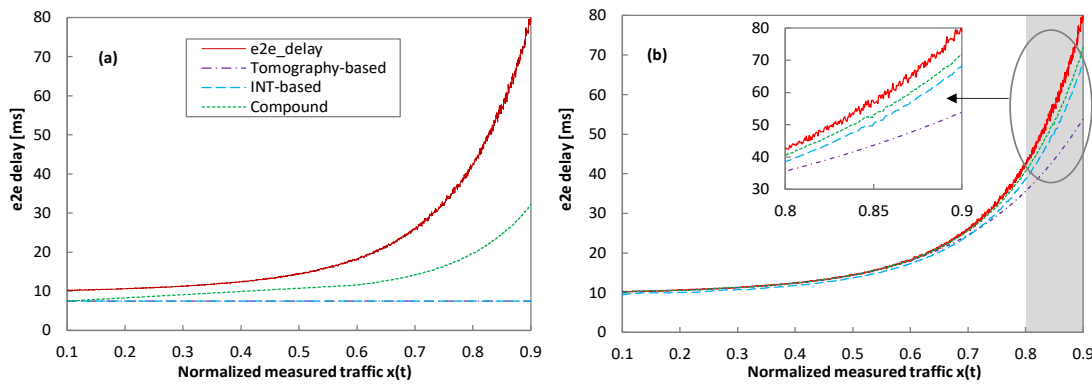 80
70
60
50
40
30
20
10
0
e2e delay [ms]
(a)
e2e_delay
Tomography-based
INT-based
Compound
0.1 0.2 0.3 0.4 0.5 0.6 0.7 0.8 0.9
Normalized measured traffic x(t)
80
70
60
50
40
30
20
10
0
e2e delay [ms]
(b)
80
70
60
50
40
30
0.8 0.85 0.9
0.1 0.2 0.3 0.4 0.5 0.6 0.7 0.8 0.9
Normalized measured traffic x(t)